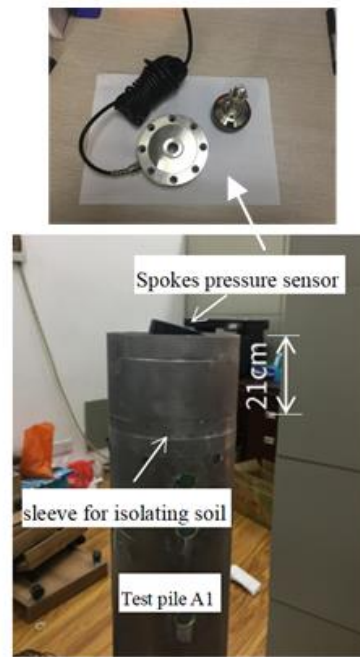 Spokes pressure sensor
21cm
sleeve for isolating soil
Test pile A1